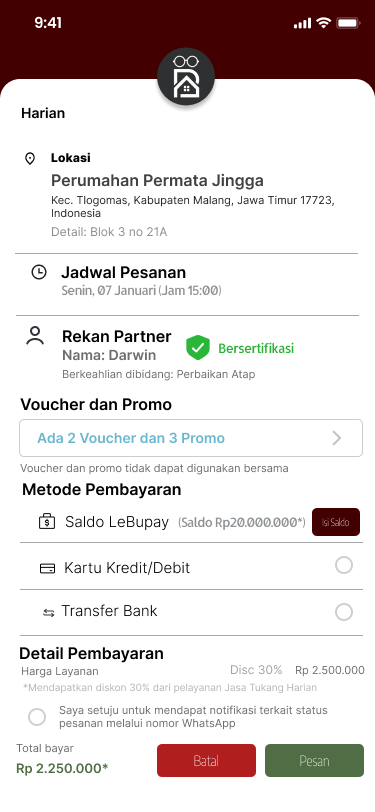 9:41
Harian
Lokasi
Perumahan Permata Jingga
Kec. Tlogomas, Kabupaten Malang, Jawa Timur 17723,
Indonesia
Detail: Blok 3 no 21A
Jadwal Pesanan
Senin, 07 Januari (Jam 15:00)
Rekan Partner
Nama: Darwin
Bersertifikasi
Berkeahlian dibidang: Perbaikan Atap
Voucher dan Promo
Ada 2 Voucher dan 3 Promo
Voucher dan promo tidak dapat digunakan bersama
Metode Pembayaran
Saldo LeBupay (Saldo Rp20.000.000*) Isi Saldo
Kartu Kredit/Debit
Transfer Bank
Detail Pembayaran
Harga Layanan Disc 30% Rp 2.500.000
*Mendapatkan diskon 30% dari pelayanan Jasa Tukang Harian
Saya setuju untuk mendapat notifikasi terkait status
pesanan melalui nomor WhatsApp
Total bayar
Rp 2.250.000*
Batal
Pesan